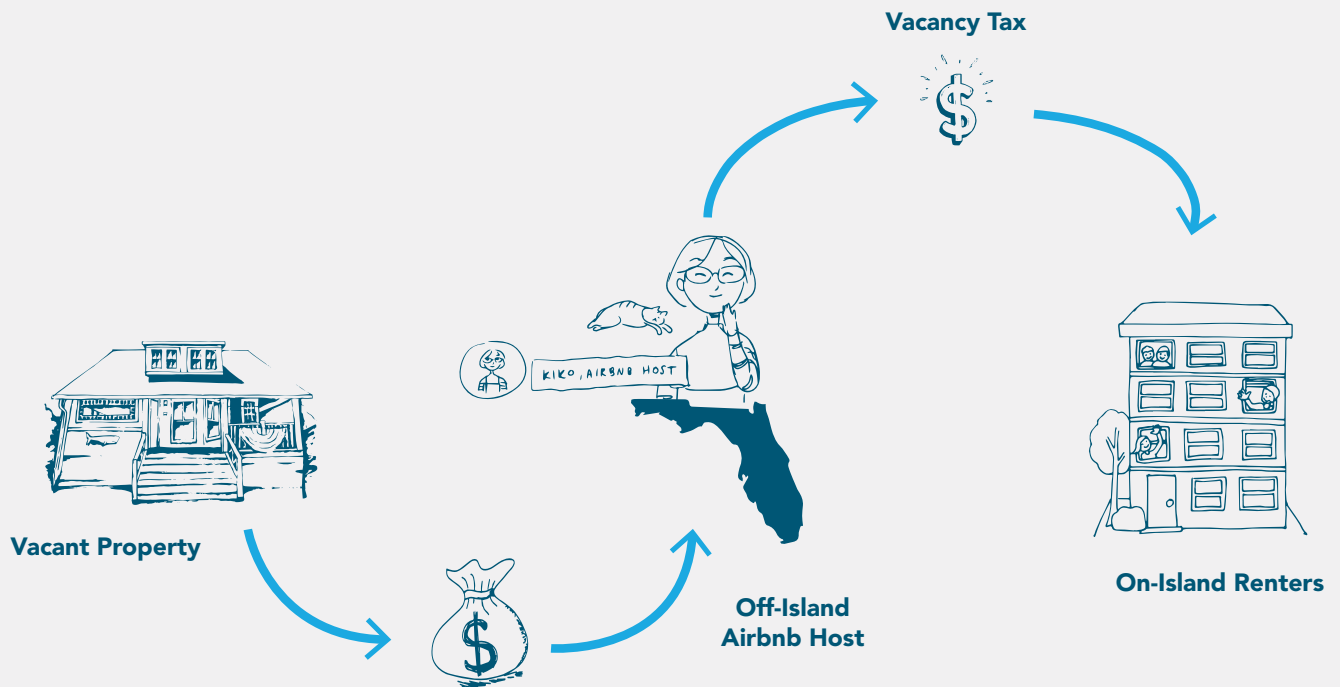 Vacancy Tax
$
KIKO, AIRBNB HOST
Vacant Property
$
Off-Island
Airbnb Host
On-Island Renters